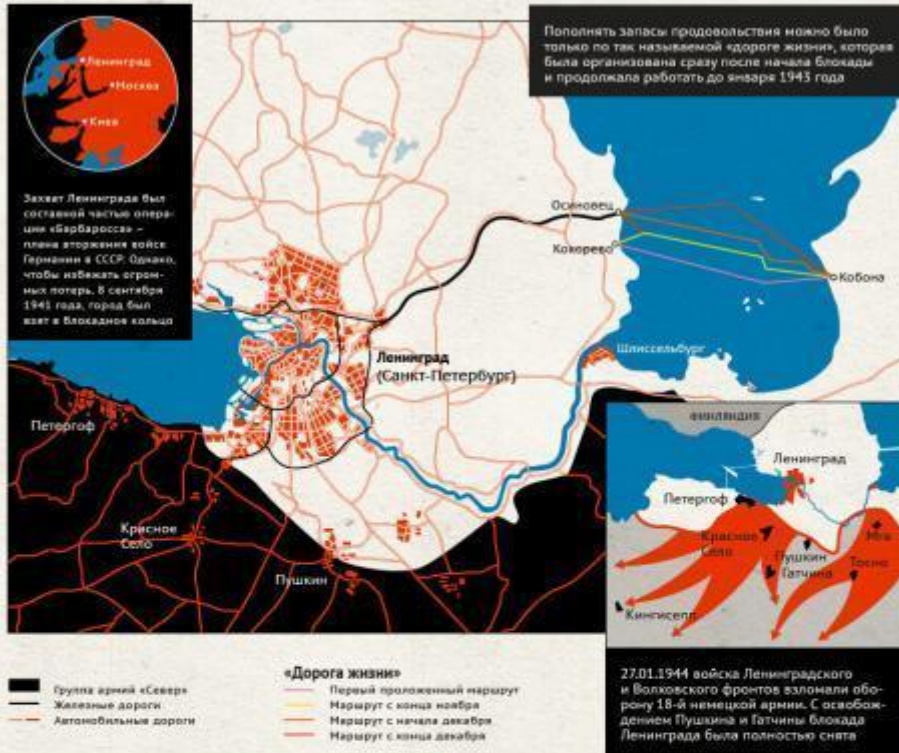 Пополнять запасы продовольствия можно было
только по так называемой «дороге жизни», которая
была организована сразу после начала блокады
и продолжала работать до января 1943 года
Ленинград
Москва
Киев
Захват Ленинграда был
составной частью опера-
ции «Барбаросса» –
плана вторжения войск
Германии в СССР. Однако,
чтобы избежать огром-
ных потерь, 8 сентября
1941 года, город был
взят в блокадное кольцо
Осиновец
Кокорево
Кобона
Шлиссельбург
Ленинград
(Санкт-Петербург)
Петергоф
Красное
Село
Пушкин
ФИНЛЯНДИЯ
Ленинград
Петергоф
Красное
Село
Пушкин
Гатчина
Мга
Тосно
Кингисепп
27.01.1944 войска Ленинградского
и Волховского фронтов взломали обо-
рону 18-й немецкой армии. С освобож-
дением Пушкина и Гатчины блокада
Ленинграда была полностью снята
Группа армий «Север»
Железные дороги
Автомобильные дороги
«Дорога жизни»
Первый проложенный маршрут
Маршрут с конца ноября
Маршрут с начала декабря
Маршрут с конца декабря